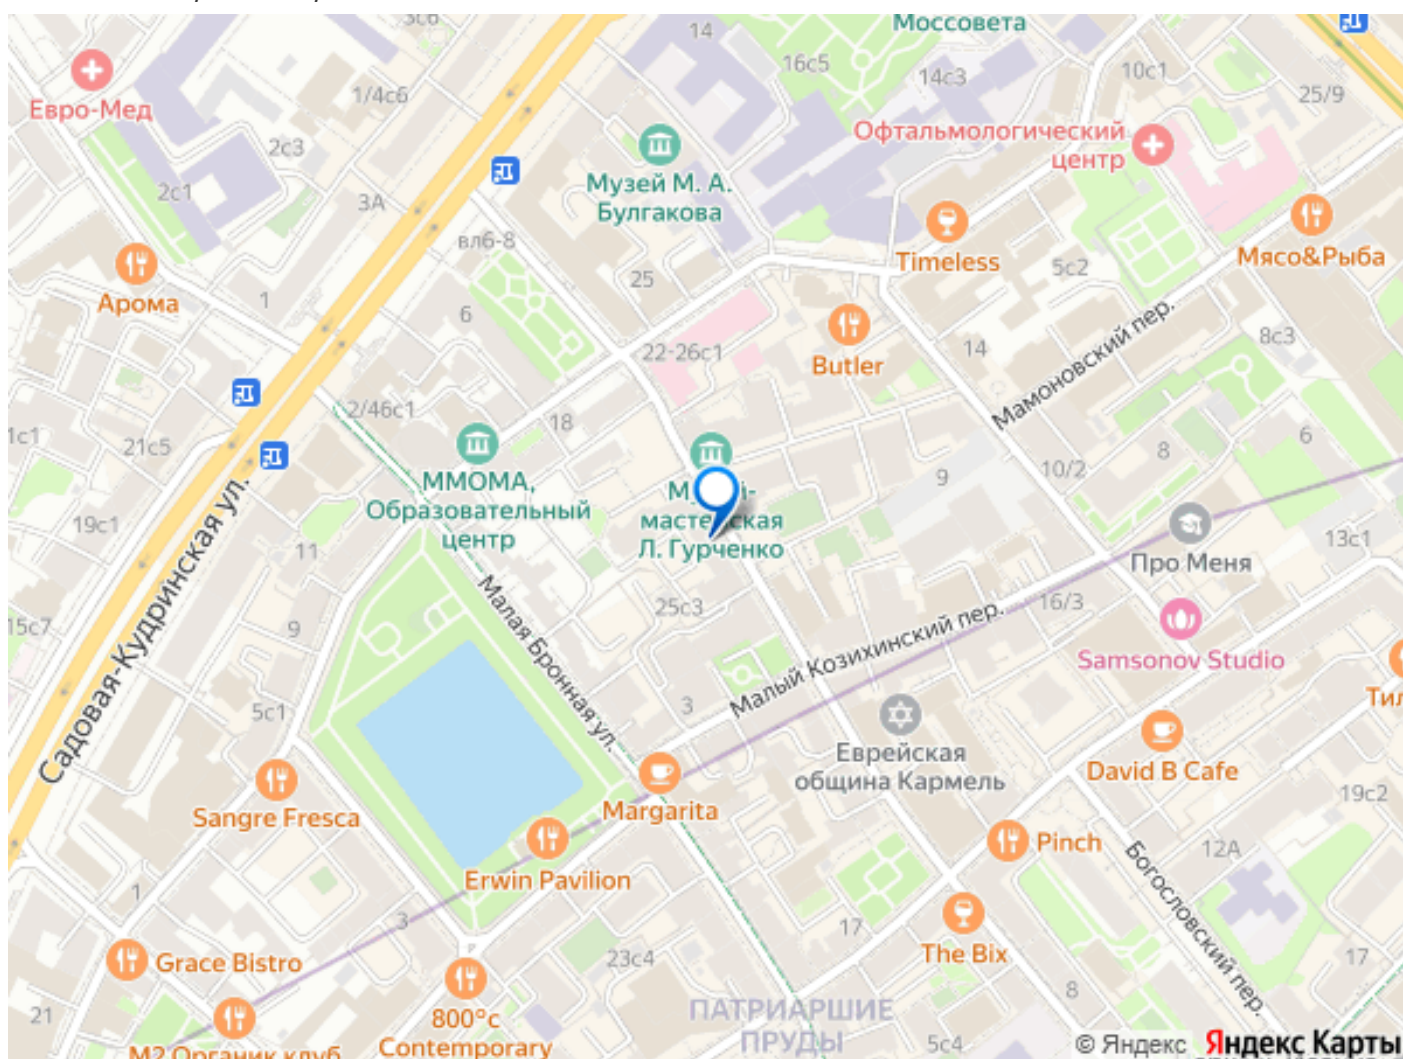 3с6
14
Моссовета
16с5
14с3
10с1
25/9
Евро-Мед
1/4с6
2с3
Офтальмологический
центр
2с1
3А
Музей М. А.
Булгакова
вл6-8
Timeless
5с2
Мясо&Рыба
Арома
1
25
6
Мамоновский пер.
8с3
22-26с1
Butler
14
2/46с1
18
1с1
21с5
6
8
10/2
9
ММОМА,
Образовательный
центр
мастерская
Л. Гурченко
19с1
Садовая-Кудринская ул.
11
Про Меня
13с1
15с7
9
Малая Бронная ул.
25с3
Малый Козихинский пер.
16/3
Samsonov Studio
5с1
3
Еврейская
община Кармель
David B Cafe
Sangre Fresca
Margarita
19с2
Pinch
Богословский пер.
12А
Erwin Pavilion
1
3
17
The Bix
Grace Bistro
23с4
17
8
21
800°с
Contemporary
ПАТРИАРШИЕ
ПРУДЫ
5с4
М2 Органик клуб
© Яндекс Яндекс Карты